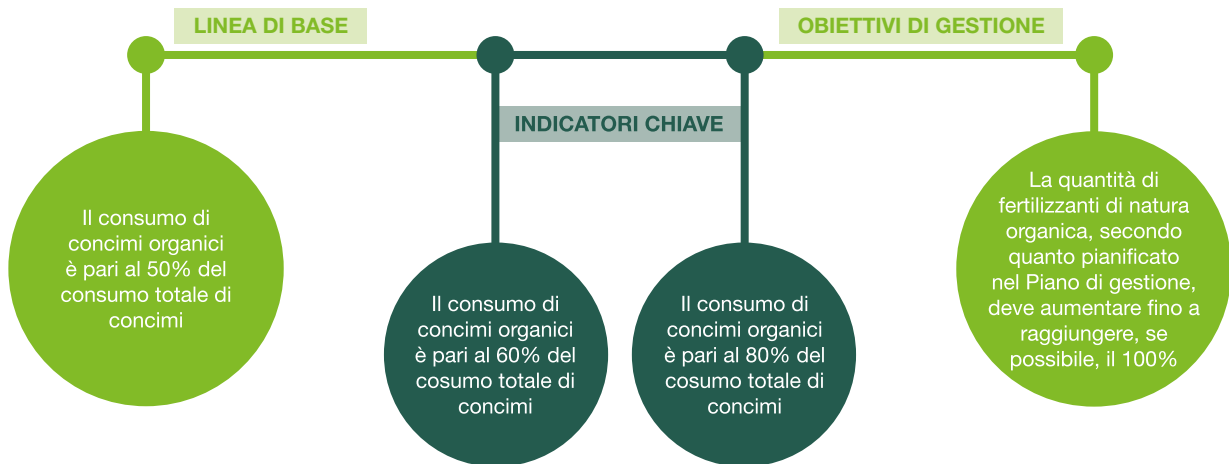 LINEA DI BASE
OBIETTIVI DI GESTIONE
INDICATORI CHIAVE
Il consumo di
concimi organici
è pari al 50% del
consumo totale di
concimi
Il consumo di
concimi organici
è pari al 60% del
cosumo totale di
concimi
Il consumo di
concimi organici
è pari al 80% del
cosumo totale di
concimi
La quantità di
fertilizzanti di natura
organica, secondo
quanto pianificato
nel Piano di gestione,
deve aumentare fino a
raggiungere, se
possibile, il 100%